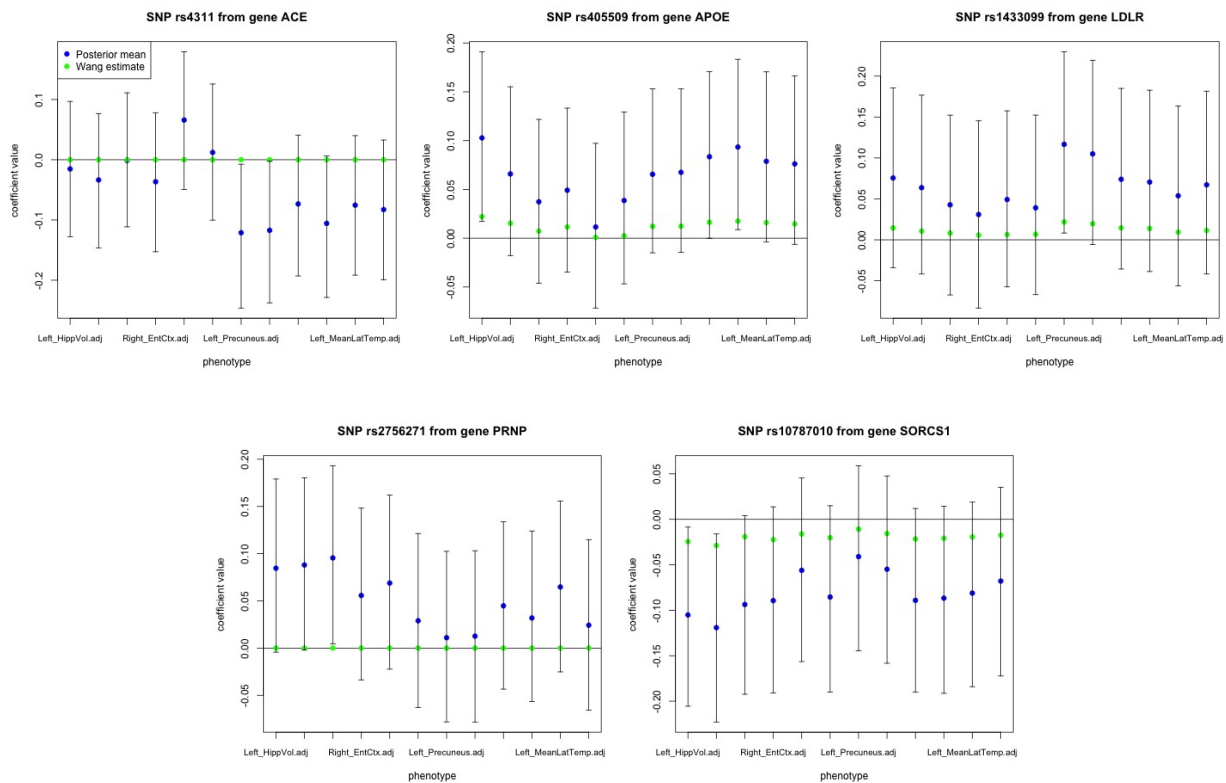 SNP rs4311 from gene ACE
Posterior mean
Wang estimate
0.1
0.0
-0.1
-0.2
coefficient value
Left_HippVol.adj
Right_EntCtx.adj
Left_Precuneus.adj
Left_MeanLatTemp.adj
phenotype
SNP rs405509 from gene APOE
0.20
0.15
0.10
0.05
0.00
-0.05
coefficient value
Left_HippVol.adj
Right_EntCtx.adj
Left_Precuneus.adj
Left_MeanLatTemp.adj
phenotype
SNP rs1433099 from gene LDLR
0.20
0.15
0.10
0.05
0.00
-0.05
coefficient value
Left_HippVol.adj
Right_EntCtx.adj
Left_Precuneus.adj
Left_MeanLatTemp.adj
phenotype
SNP rs2756271 from gene PRNP
0.20
0.15
0.10
0.05
0.00
-0.05
coefficient value
Left_HippVol.adj
Right_EntCtx.adj
Left_Precuneus.adj
Left_MeanLatTemp.adj
phenotype
SNP rs10787010 from gene SORCS1
0.05
0.00
-0.05
-0.10
-0.15
-0.20
coefficient value
Left_HippVol.adj
Right_EntCtx.adj
Left_Precuneus.adj
Left_MeanLatTemp.adj
phenotype